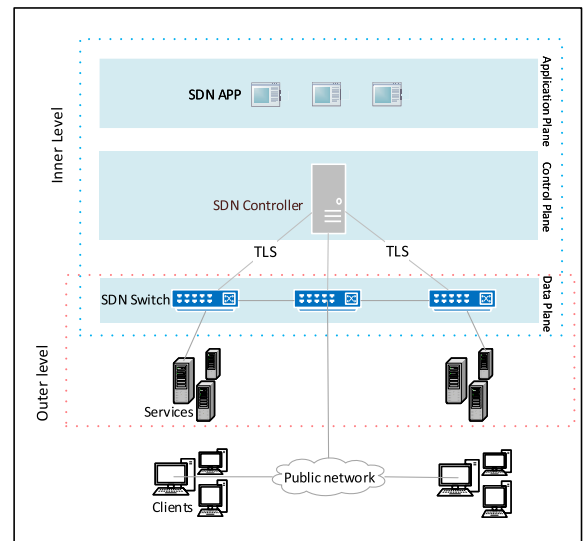 Application Plane
SDN APP
Inner Level
Control Plane
SDN Controller
TLS
TLS
Data Plane
SDN Switch
Outer level
Services
Public network
Clients